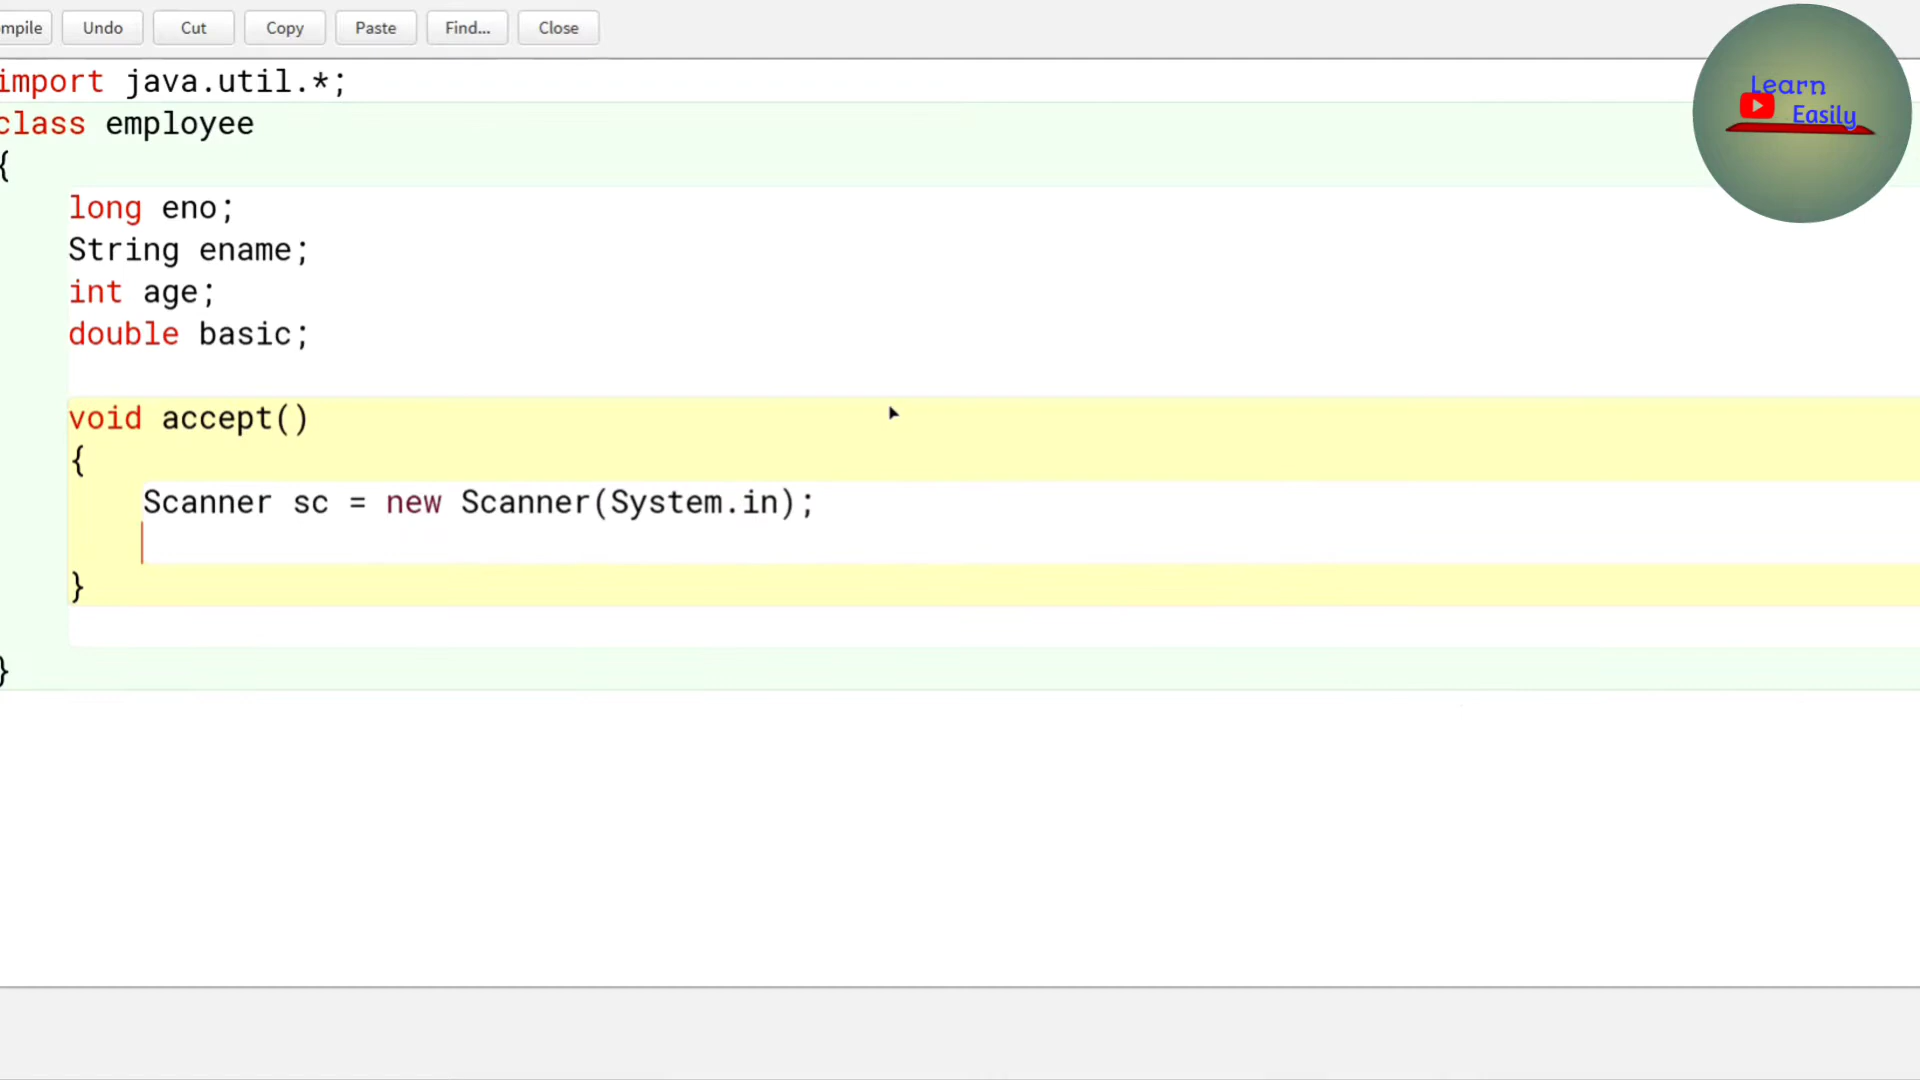 mpile Undo Cut Copy Paste Find... Close
import java.util.*;
class employee
{
long eno;
String ename;
int age;
double basic;
void accept()
{
Scanner sc = new Scanner(System.in);
}
}
Learn
Easily